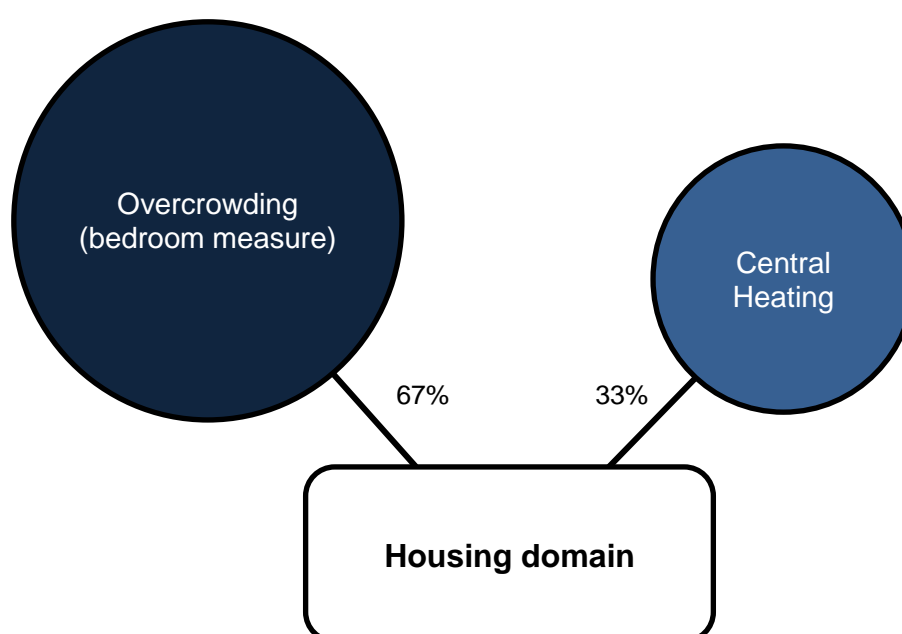 Overcrowding
(bedroom measure)
Central
Heating
67%
33%
Housing domain